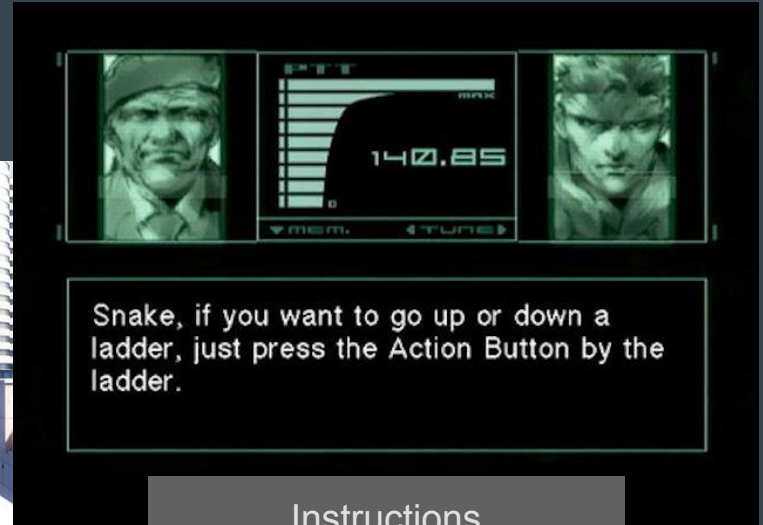 PTT
MAX
140.85
0
MEM.
TUNE
Snake, if you want to go up or down a
ladder, just press the Action Button by the
ladder.
Instructions